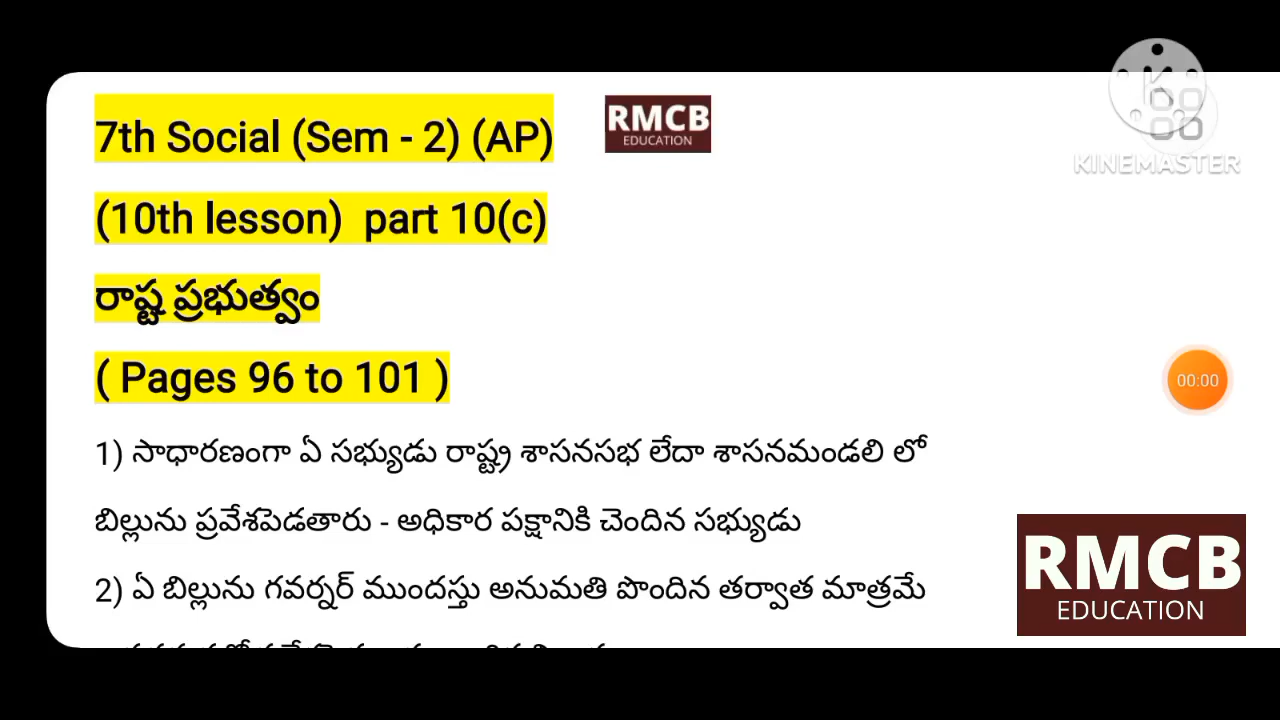 7th Social (Sem - 2) (AP)
RMCB
EDUCATION
KINEMASTER
(10th lesson) part 10(c)
రాష్ట ప్రభుత్వం
( Pages 96 to 101 )
00:00
1) సాధారణంగా ఏ సభ్యుడు రాష్ట్ర శాసనసభ లేదా శాసనమండలి లో
బిల్లును ప్రవేశపెడతారు - అధికార పక్షానికి చెందిన సభ్యుడు
2) ఏ బిల్లును గవర్నర్ ముందస్తు అనుమతి పొందిన తర్వాత మాత్రమే
RMCB
EDUCATION